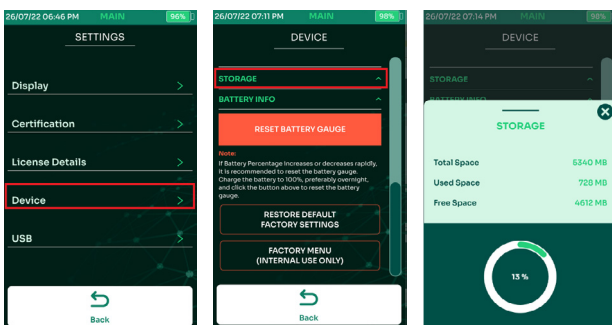 26/07/22 06:46 PM MAIN 96%
SETTINGS
Display >
Certification >
License Details >
Device >
USB >
Back
26/07/22 07:11 PM MAIN 98%
DEVICE
STORAGE
BATTERY INFO
RESET BATTERY GAUGE
Note:
If Battery Percentage increases or decreases rapidly,
it is recommended to reset the battery gauge.
Charge the battery to 100%, preferably overnight,
and click the button above to reset the battery
gauge.
RESTORE DEFAULT
FACTORY SETTINGS
FACTORY MENU
(INTERNAL USE ONLY)
Back
26/07/22 07:14 PM MAIN 98%
DEVICE
STORAGE
BATTERY INFO
STORAGE
Total Space 5340 MB
Used Space 728 MB
Free Space 4612 MB
13 %